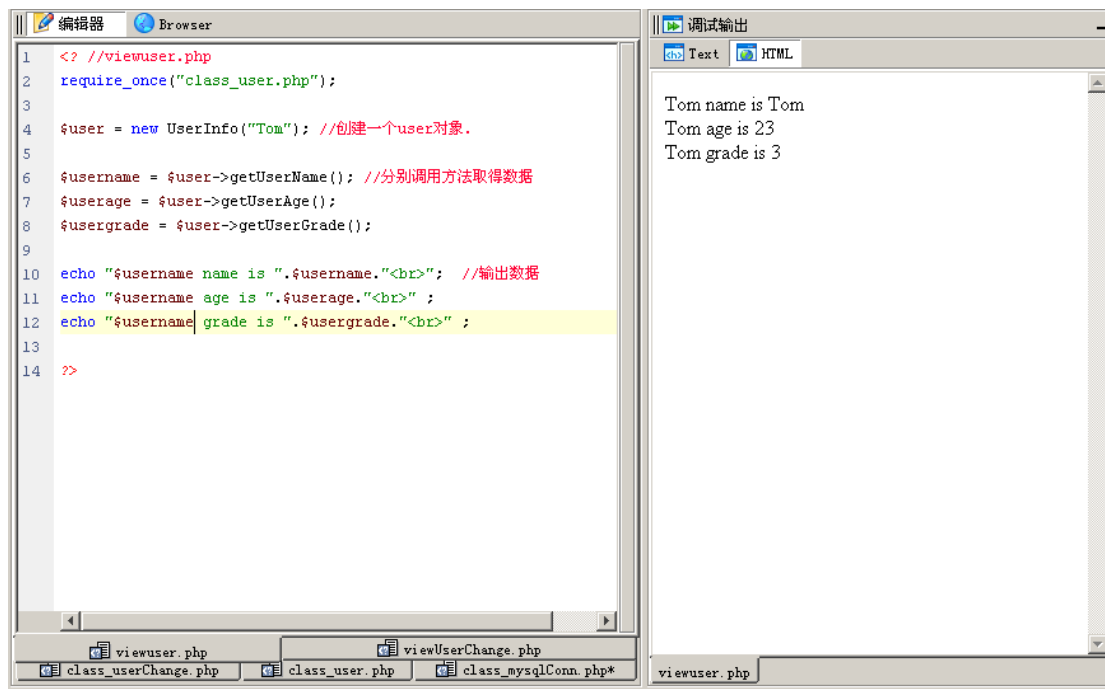 编辑器 Browser
1 <? //viewuser.php
2 require_once("class_user.php");
3
4 $user = new UserInfo("Tom"); //创建一个user对象.
5
6 $username = $user->getUserName(); //分别调用方法取得数据
7 $userage = $user->getUserAge();
8 $usergrade = $user->getUserGrade();
9
10 echo "$username name is ".$username."<br>"; //输出数据
11 echo "$username age is ".$userage."<br>" ;
12 echo "$username grade is ".$usergrade."<br>" ;
13
14 ?>
viewuser.php viewUserChange.php
class_userChange.php class_user.php class_mysqlConn.php*
调试输出
<h> Text HTML
Tom name is Tom
Tom age is 23
Tom grade is 3
viewuser.php